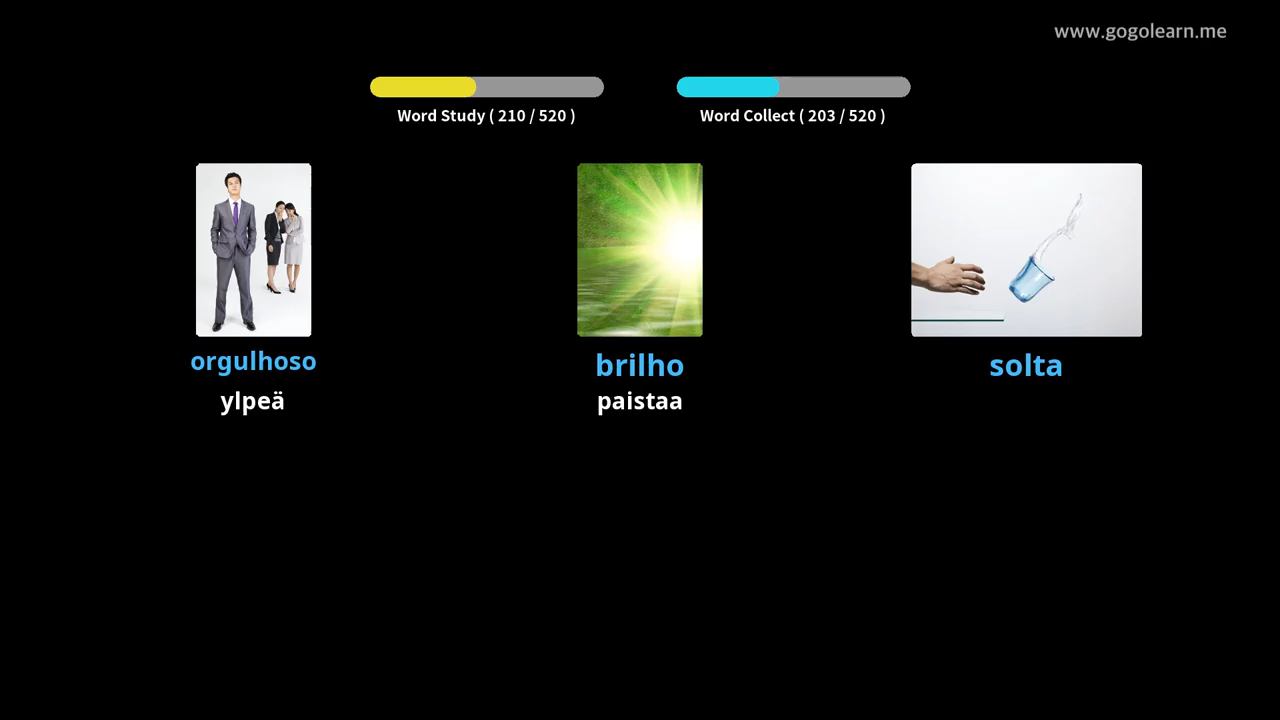 www.gogolearn.me
Word Study ( 210 / 520 )
Word Collect ( 203 / 520 )
orgulhoso
ylpeä
brilho
paistaa
solta